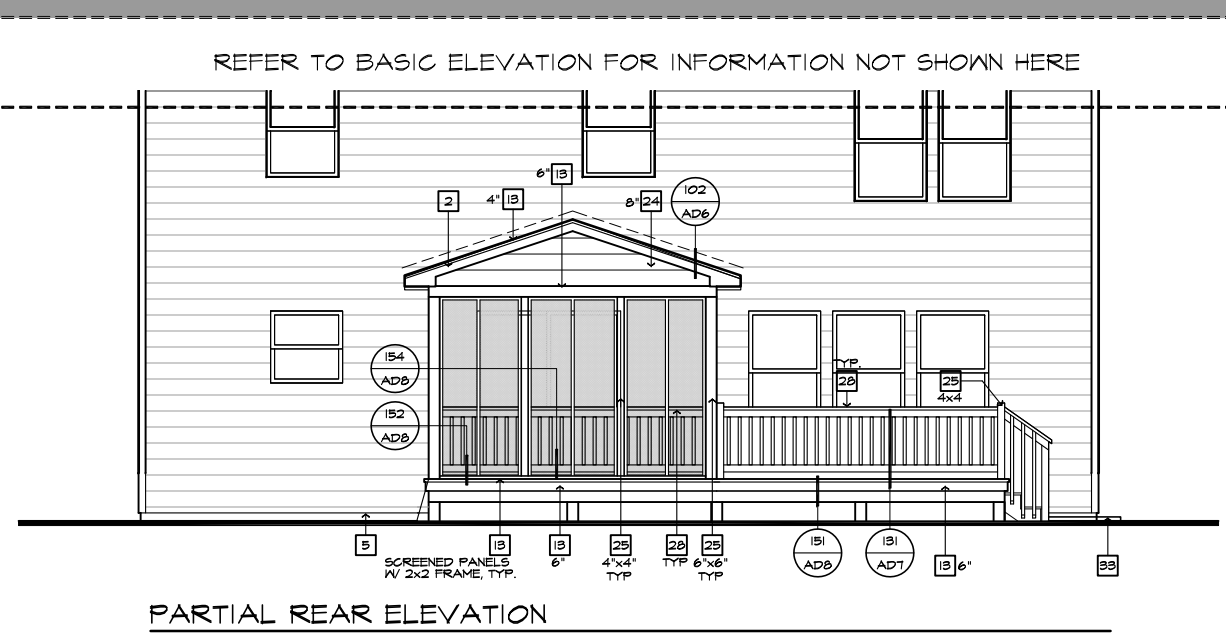 REFER TO BASIC ELEVATION FOR INFORMATION NOT SHOWN HERE
6" 13
2
4" 13
8" 24
102
AD6
154
AD8
TYP.
28
25
4x4
152
AD8
5
13
SCREENED PANELS
W/ 2x2 FRAME, TYP.
13
6"
25
4"x4"
TYP
28
TYP
25
6"x6"
TYP
151
AD8
131
AD7
13 6"
33
PARTIAL REAR ELEVATION